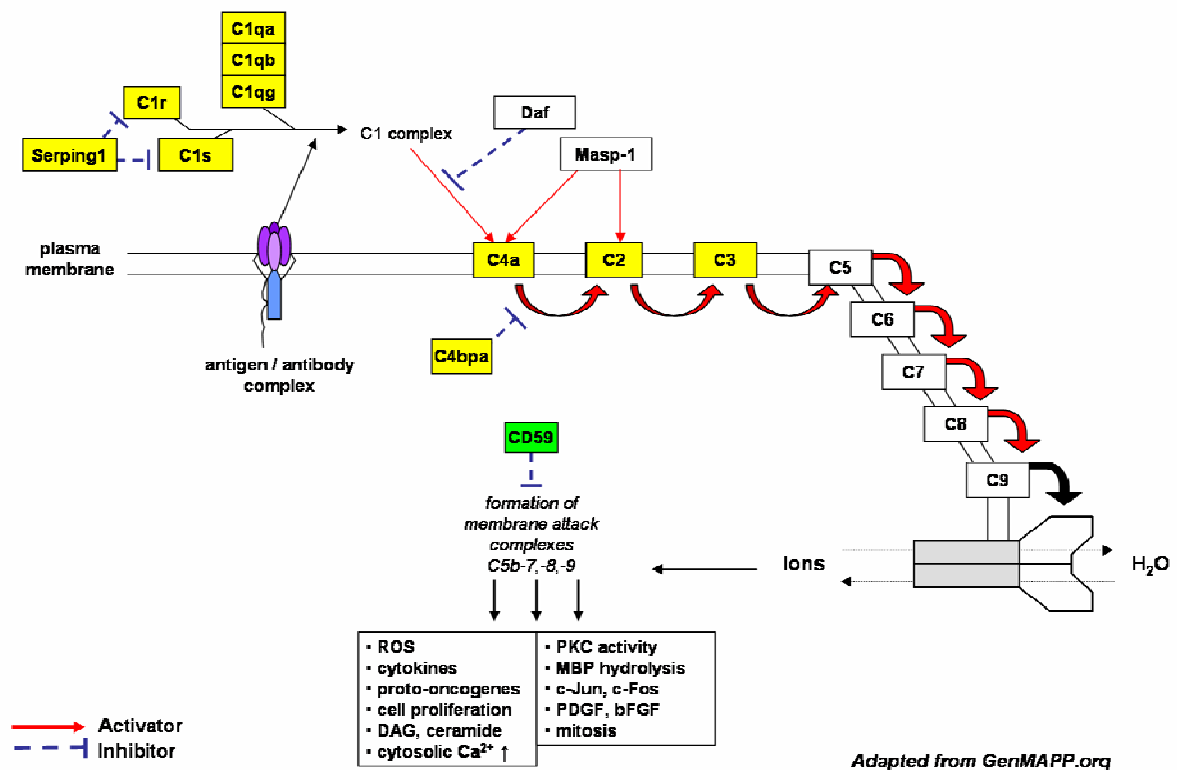 C1qa
C1qb
C1qg
C1r
Serping1
C1s
C1 complex
Daf
Masp-1
plasma
membrane
C4a
C2
C3
C5
C6
C7
C8
C9
C4bpa
antigen / antibody
complex
CD59
formation of
membrane attack
complexes
C5b-7,-8,-9
Ions
H₂O
▪ ROS
▪ cytokines
▪ proto-oncogenes
▪ cell proliferation
▪ DAG, ceramide
▪ cytosolic Ca²⁺ ↑
▪ PKC activity
▪ MBP hydrolysis
▪ c-Jun, c-Fos
▪ PDGF, bFGF
▪ mitosis
Activator
Inhibitor
Adapted from GenMAPP.org